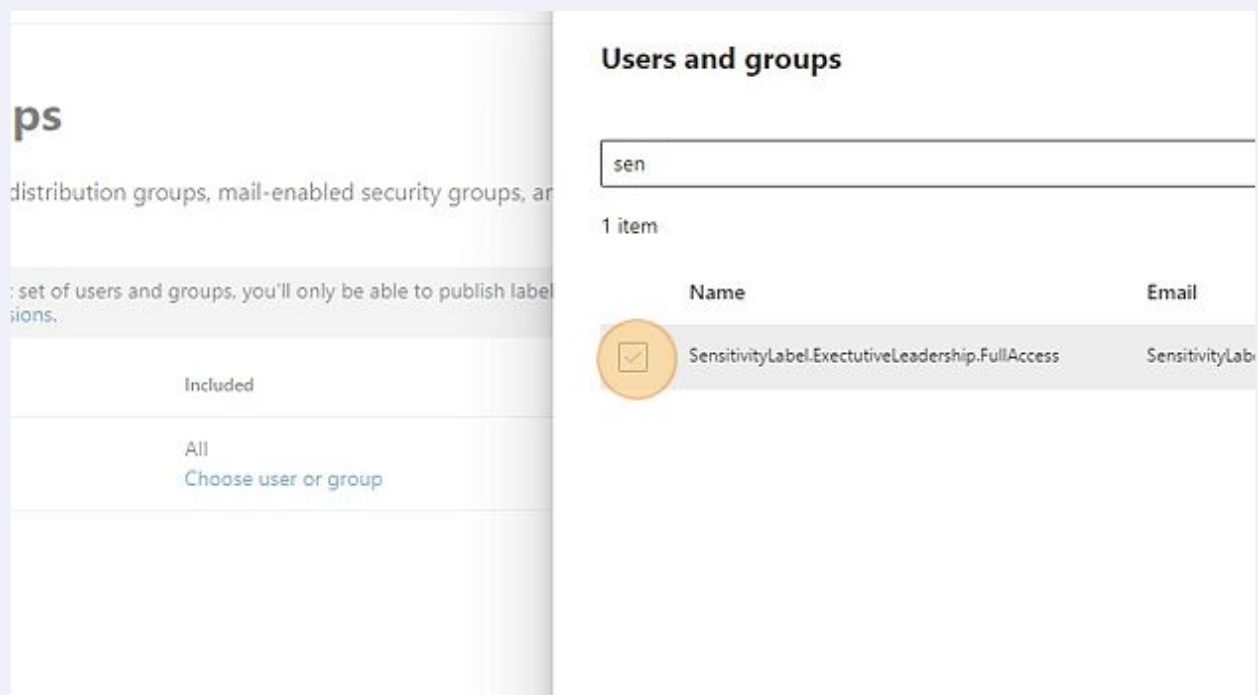 ps
distribution groups, mail-enabled security groups, ar
set of users and groups, you'll only be able to publish label
sions.
Included
All
Choose user or group
Users and groups
sen
1 item
Name Email
SensitivityLabel.ExectutiveLeadership.FullAccess SensitivityLab